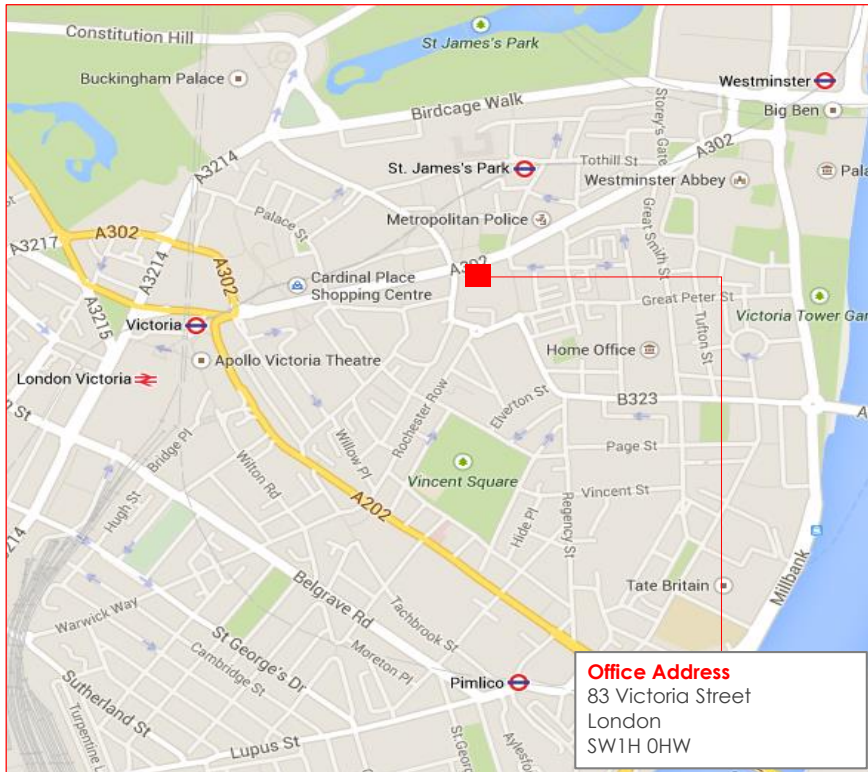 Constitution Hill
St James's Park
Buckingham Palace
Westminster
Birdcage Walk
Storey's Gate
Big Ben
A302
A3214
St. James's Park
Tothill St
Westminster Abbey
Palace St
Metropolitan Police
Great Smith St
A3217
A302
A3214
A302
A302
Cardinal Place
Shopping Centre
Great Peter St
Victoria Tower Gar
A3215
Victoria
Tufton St
Home Office
Apollo Victoria Theatre
London Victoria
B323
Elverton St
Rochester Row
Willow Pl
Bridge Pl
Page St
Wilton Rd
Vincent Square
Vincent St
A202
Hugh St
Hide Pl
Regency St
Millbank
Tate Britain
Belgrave Rd
Warwick Way
Tachbrook St
St George's Dr
Cambridge St
Moreton Pl
Pimlico
Sutherland St
Lupus St
Office Address
83 Victoria Street
London
SW1H 0HW